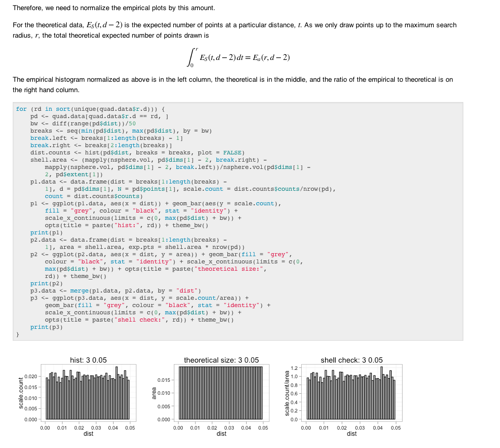 Therefore, we need to normalize the empirical plots by this amount.
For the theoretical data, E_S(t, d − 2) is the expected number of points at a particular distance, t. As we only draw points up to the maximum search
radius, r, the total theoretical expected number of points drawn is
∫_0^r E_S(t, d − 2) dt = E_v(r, d − 2)
The empirical histogram normalized as above is in the left column, the theoretical is in the middle, and the ratio of the empirical to theoretical is on
the right hand column.
for (rd in sort(unique(quad.data$r.d))) {
pd <- quad.data[quad.data$r.d == rd, ]
bw <- diff(range(pd$dist))/50
breaks <- seq(min(pd$dist), max(pd$dist), by = bw)
break.left <- breaks[1:length(breaks) - 1]
break.right <- breaks[2:length(breaks)]
dist.counts <- hist(pd$dist, breaks = breaks, plot = FALSE)
shell.area <- (mapply(nsphere.vol, pd$dims[1] - 2, break.right) -
mapply(nsphere.vol, pd$dims[1] - 2, break.left))/nsphere.vol(pd$dims[1] -
2, pd$extent[1])
p1.data <- data.frame(dist = breaks[1:length(breaks) -
1], d = pd$dims[1], N = pd$points[1], scale.count = dist.counts$counts/nrow(pd),
count = dist.counts$counts)
p1 <- ggplot(p1.data, aes(x = dist)) + geom_bar(aes(y = scale.count),
fill = "grey", colour = "black", stat = "identity") +
scale_x_continuous(limits = c(0, max(pd$dist) + bw)) +
opts(title = paste("hist:", rd)) + theme_bw()
print(p1)
p2.data <- data.frame(dist = breaks[1:length(breaks) -
1], area = shell.area, exp.pts = shell.area * nrow(pd))
p2 <- ggplot(p2.data, aes(x = dist, y = area)) + geom_bar(fill = "grey",
colour = "black", stat = "identity") + scale_x_continuous(limits = c(0,
max(pd$dist) + bw)) + opts(title = paste("theoretical size:",
rd)) + theme_bw()
print(p2)
p3.data <- merge(p1.data, p2.data, by = "dist")
p3 <- ggplot(p3.data, aes(x = dist, y = scale.count/area)) +
geom_bar(fill = "grey", colour = "black", stat = "identity") +
scale_x_continuous(limits = c(0, max(pd$dist) + bw)) +
opts(title = paste("shell check:", rd)) + theme_bw()
print(p3)
}
hist: 3 0.05
scale.count
0.020
0.015
0.010
0.005
0.000
0.00 0.01 0.02 0.03 0.04 0.05
dist
theoretical size: 3 0.05
area
0.015
0.010
0.005
0.000
0.00 0.01 0.02 0.03 0.04 0.05
dist
shell check: 3 0.05
scale.count/area
1.2
1.0
0.8
0.6
0.4
0.2
0.0
0.00 0.01 0.02 0.03 0.04 0.05
dist